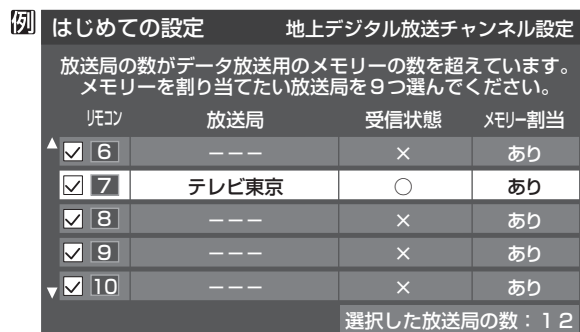 例
はじめての設定 地上デジタル放送チャンネル設定
放送局の数がデータ放送用のメモリーの数を超えています。
メモリーを割り当てたい放送局を9つ選んでください。
リモコン 放送局 受信状態 メモリー割当
6 ––– × あり
7 テレビ東京 ○ あり
8 ––– × あり
9 ––– × あり
10 ––– × あり
選択した放送局の数:12